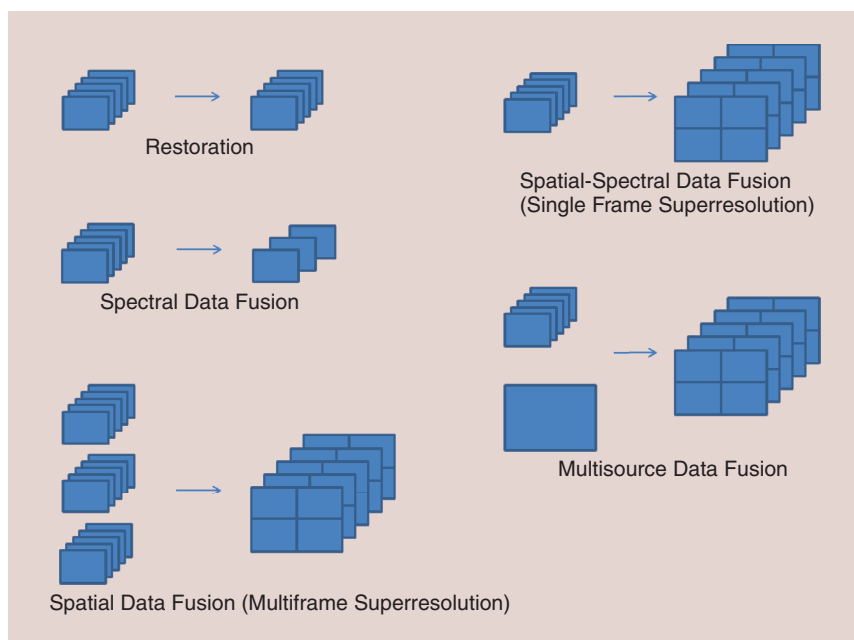 Restoration
Spectral Data Fusion
Spatial Data Fusion (Multiframe Superresolution)
Spatial-Spectral Data Fusion
(Single Frame Superresolution)
Multisource Data Fusion